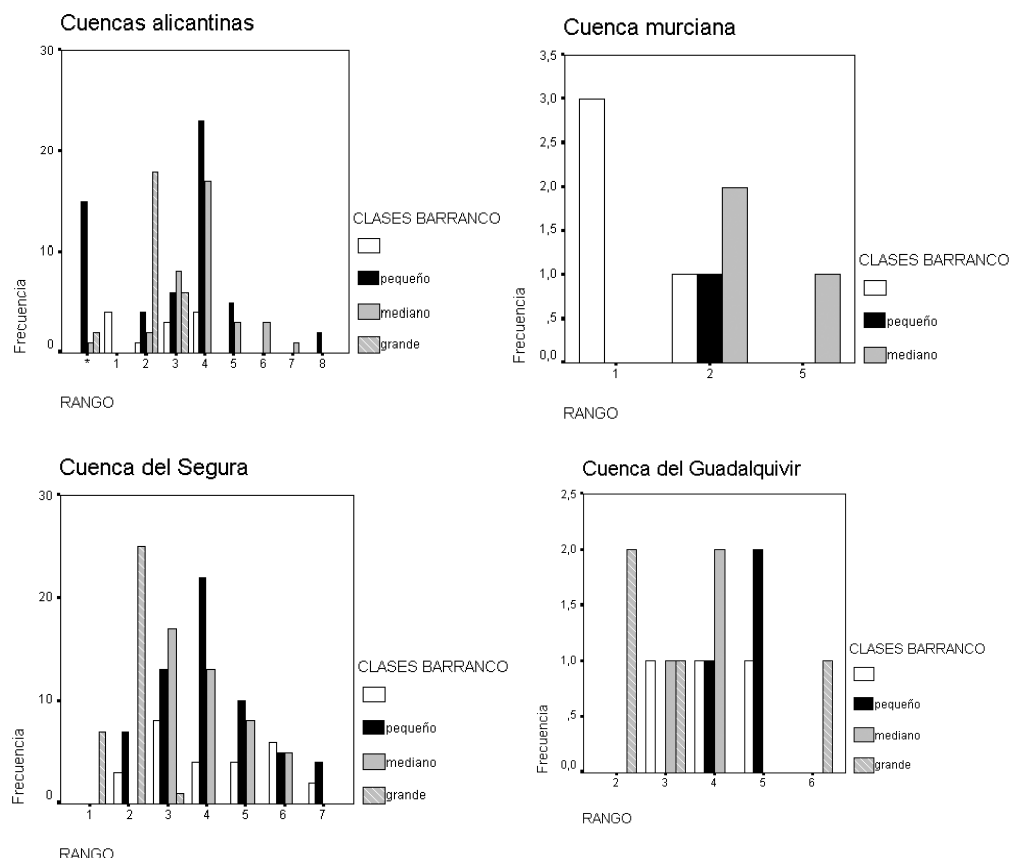 Cuencas alicantinas
30
20
10
0
Frecuencia
* 1 2 3 4 5 6 7 8
RANGO
CLASES BARRANCO
pequeño
mediano
grande
Cuenca murciana
3,5
3,0
2,5
2,0
1,5
1,0
,5
0,0
Frecuencia
1 2 5
RANGO
CLASES BARRANCO
pequeño
mediano
Cuenca del Segura
30
20
10
0
Frecuencia
1 2 3 4 5 6 7
RANGO
CLASES BARRANCO
pequeño
mediano
grande
Cuenca del Guadalquivir
2,5
2,0
1,5
1,0
,5
0,0
Frecuencia
2 3 4 5 6
RANGO
CLASES BARRANCO
pequeño
mediano
grande